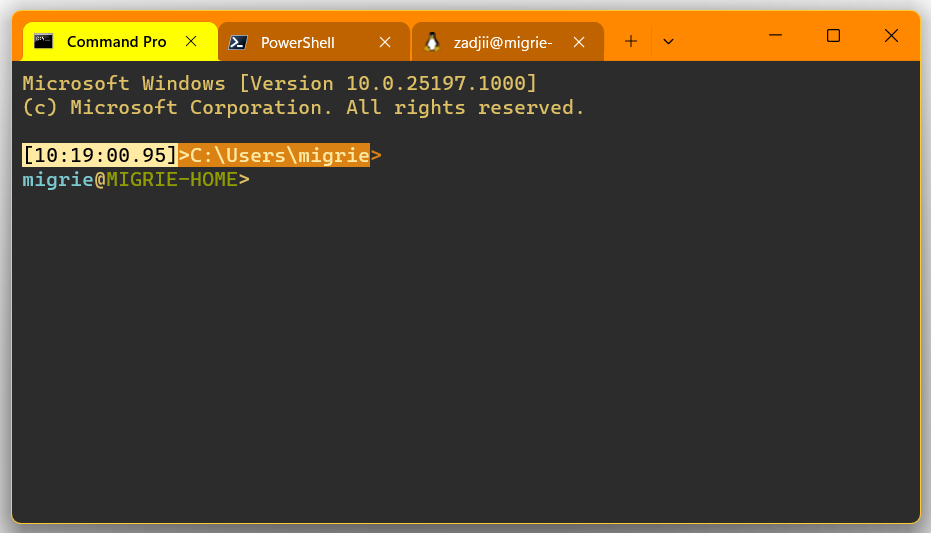 Command Pro PowerShell zadjii@migrie-
Microsoft Windows [Version 10.0.25197.1000]
(c) Microsoft Corporation. All rights reserved.
[10:19:00.95]>C:\Users\migrie>
migrie@MIGRIE-HOME>